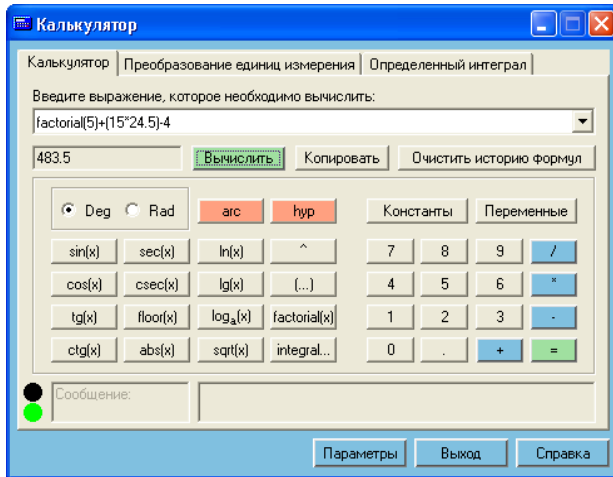 Калькулятор
Калькулятор Преобразование единиц измерения Определенный интеграл
Введите выражение, которое необходимо вычислить:
factorial(5)+(15*24.5)-4
483.5 Вычислить Копировать Очистить историю формул
Deg Rad arc hyp Константы Переменные
sin(x) sec(x) ln(x) ^ 7 8 9 /
cos(x) csec(x) lg(x) (...) 4 5 6 *
tg(x) floor(x) logₐ(x) factorial(x) 1 2 3 -
ctg(x) abs(x) sqrt(x) integral... 0 . + =
Сообщение:
Параметры Выход Справка